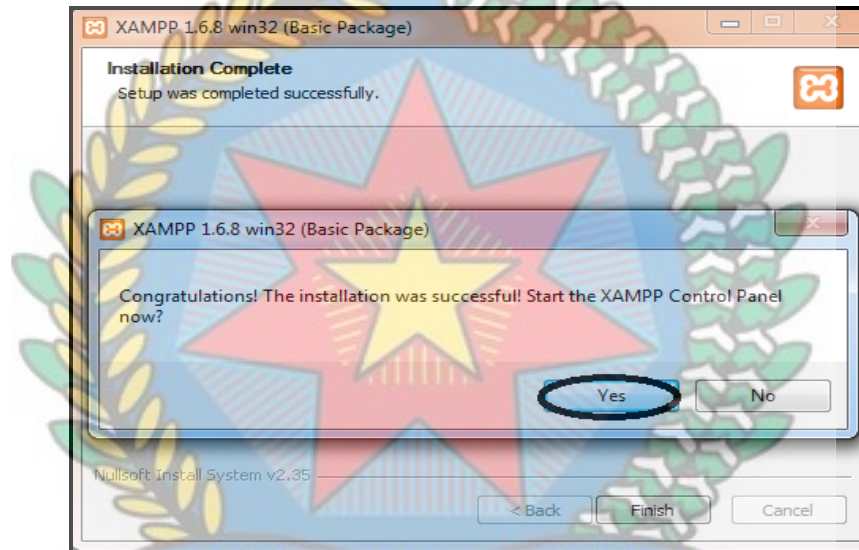 XAMPP 1.6.8 win32 (Basic Package)
Installation Complete
Setup was completed successfully.
XAMPP 1.6.8 win32 (Basic Package)
Congratulations! The installation was successful! Start the XAMPP Control Panel
now?
Yes No
Nullsoft Install System v2.35
< Back Finish Cancel